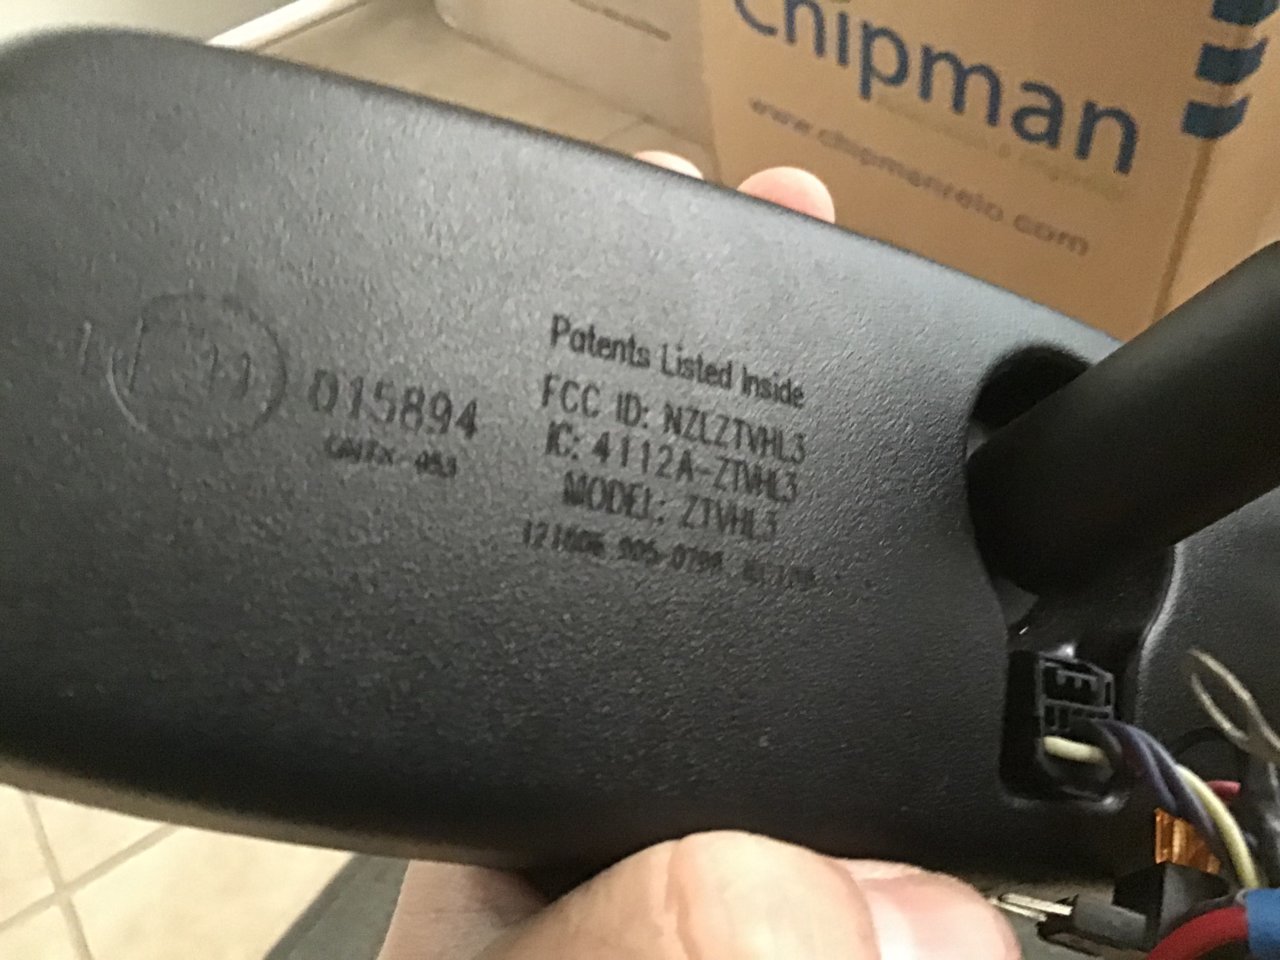 Chipman
www.chipmanrelo.com
015894
Patents Listed Inside
FCC ID: NZLZTVHL3
IC: 4112A-ZTVHL3
MODEL: ZTVHL3